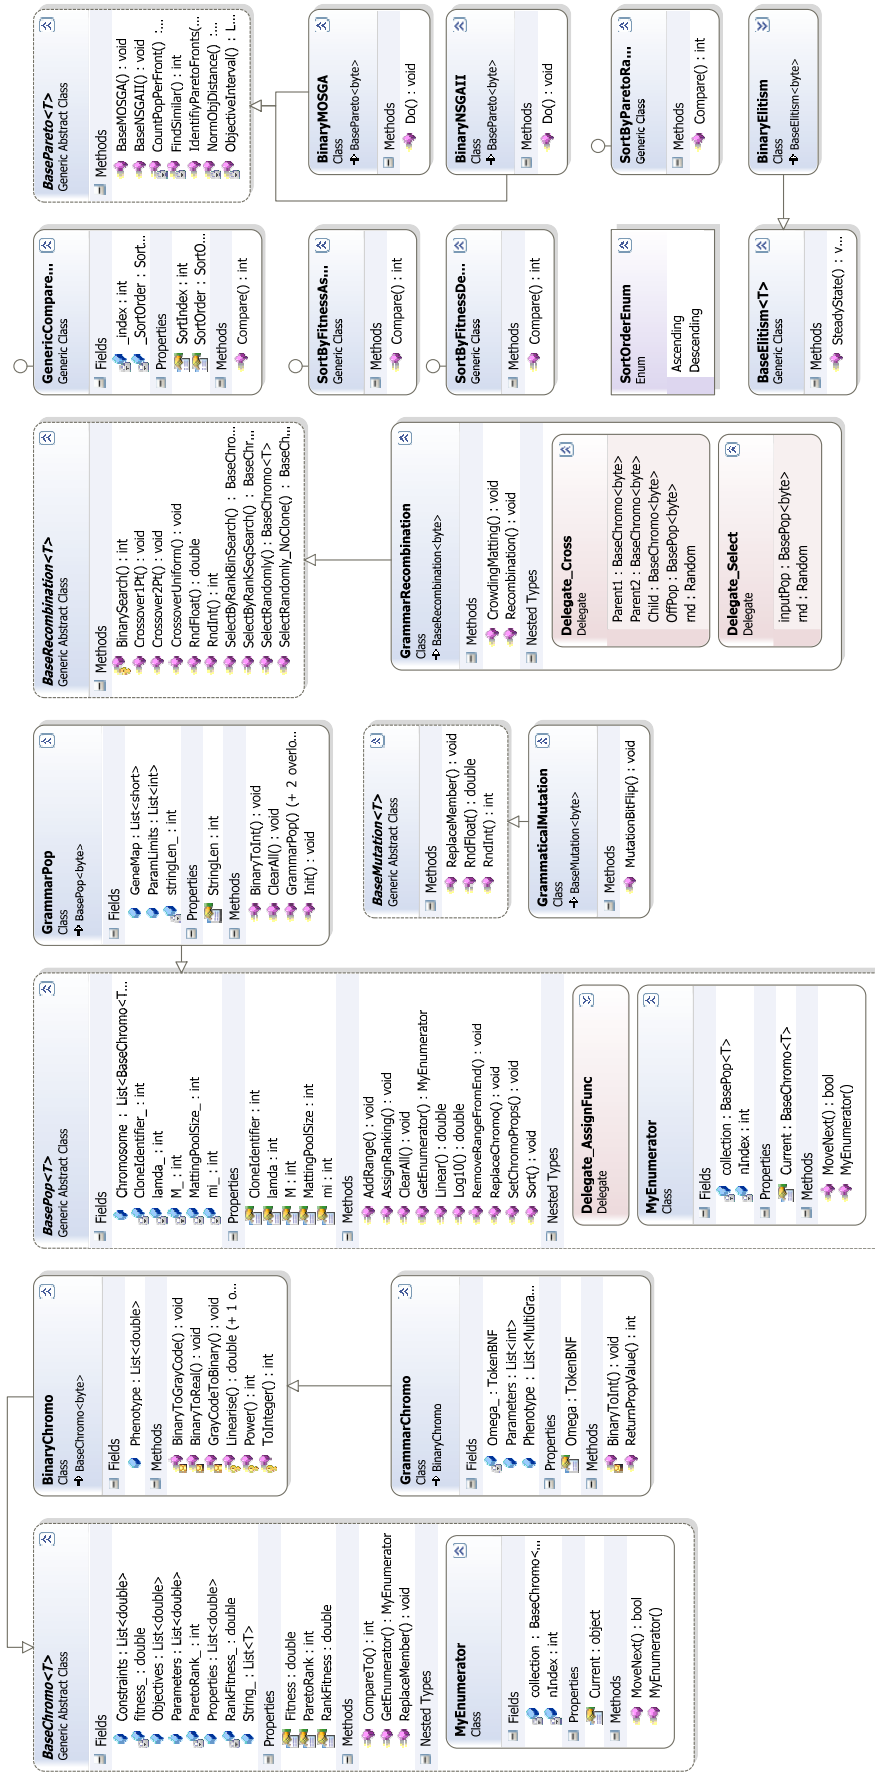 BaseChromo<T>
Generic Abstract Class
Fields
Constraints : List<double>
fitness_ : double
Objectives : List<double>
Parameters : List<double>
ParetoRank_ : int
Properties : List<double>
RankFitness_ : double
String_ : List<T>
Properties
Fitness : double
ParetoRank : int
RankFitness : double
Methods
CompareTo() : int
GetEnumerator() : MyEnumerator
ReplaceMember() : void
Nested Types
MyEnumerator
Class
Fields
collection : BaseChromo<...
nIndex : int
Properties
Current : object
Methods
MoveNext() : bool
MyEnumerator()
BinaryChromo
Class
BaseChromo<byte>
Fields
Phenotype : List<double>
Methods
BinaryToGrayCode() : void
BinaryToReal() : void
GrayCodeToBinary() : void
Linearise() : double (+ 1 o...
Power() : int
ToInteger() : int
GrammarChromo
Class
BinaryChromo
Fields
Omega_ : TokenBNF
Parameters : List<int>
Phenotype : List<MultiGra...
Properties
Omega : TokenBNF
Methods
BinaryToInt() : void
ReturnPropValue() : int
BasePop<T>
Generic Abstract Class
Fields
Chromosome : List<BaseChromo<T...
CloneIdentifier_ : int
lamda_ : int
M_ : int
MattingPoolSize_ : int
mi_ : int
Properties
CloneIdentifier : int
lamda : int
M : int
MattingPoolSize : int
mi : int
Methods
AddRange() : void
AssignRanking() : void
ClearAll() : void
GetEnumerator() : MyEnumerator
Linear() : double
Log10() : double
RemoveRangeFromEnd() : void
ReplaceChromo() : void
SetChromoProps() : void
Sort() : void
Nested Types
Delegate_AssignFunc
Delegate
MyEnumerator
Class
Fields
collection : BasePop<T>
nIndex : int
Properties
Current : BaseChromo<T>
Methods
MoveNext() : bool
MyEnumerator()
GrammarPop
Class
BasePop<byte>
Fields
GeneMap : List<short>
ParamLimits : List<int>
stringLen_ : int
Properties
StringLen : int
Methods
BinaryToInt() : void
ClearAll() : void
GrammarPop() (+ 2 overlo...
Init() : void
BaseMutation<T>
Generic Abstract Class
Methods
ReplaceMember() : void
RndFloat() : double
RndInt() : int
GrammaticalMutation
Class
BaseMutation<byte>
Methods
MutationBitFlip() : void
BaseRecombination<T>
Generic Abstract Class
Methods
BinarySearch() : int
Crossover1Pt() : void
Crossover2Pt() : void
CrossoverUniform() : void
RndFloat() : double
RndInt() : int
SelectByRankBinSearch() : BaseChro...
SelectByRankSeqSearch() : BaseChr...
SelectRandomly() : BaseChromo<T>
SelectRandomly_NoClone() : BaseCh...
GrammarRecombination
Class
BaseRecombination<byte>
Methods
CrowdingMatting() : void
Recombination() : void
Nested Types
Delegate_Cross
Delegate
Parent1 : BaseChromo<byte>
Parent2 : BaseChromo<byte>
Child : BaseChromo<byte>
OffPop : BasePop<byte>
rnd : Random
Delegate_Select
Delegate
inputPop : BasePop<byte>
rnd : Random
GenericCompare...
Generic Class
Fields
_index : int
_SortOrder : Sort...
Properties
SortIndex : int
SortOrder : SortO...
Methods
Compare() : int
SortByFitnessAs...
Generic Class
Methods
Compare() : int
SortByFitnessDe...
Generic Class
Methods
Compare() : int
SortOrderEnum
Enum
Ascending
Descending
BaseElitism<T>
Generic Class
Methods
SteadyState() : v...
BasePareto<T>
Generic Abstract Class
Methods
BaseMOSGA() : void
BaseNSGAII() : void
CountPopPerFront() :...
FindSimilar() : int
IdentifiyParetoFronts(...
NormObjDistance() :...
ObjectiveInterval() : L...
BinaryMOSGA
Class
BasePareto<byte>
Methods
Do() : void
BinaryNSGAII
Class
BasePareto<byte>
Methods
Do() : void
SortByParetoRa...
Generic Class
Methods
Compare() : int
BinaryElitism
Class
BaseElitism<byte>